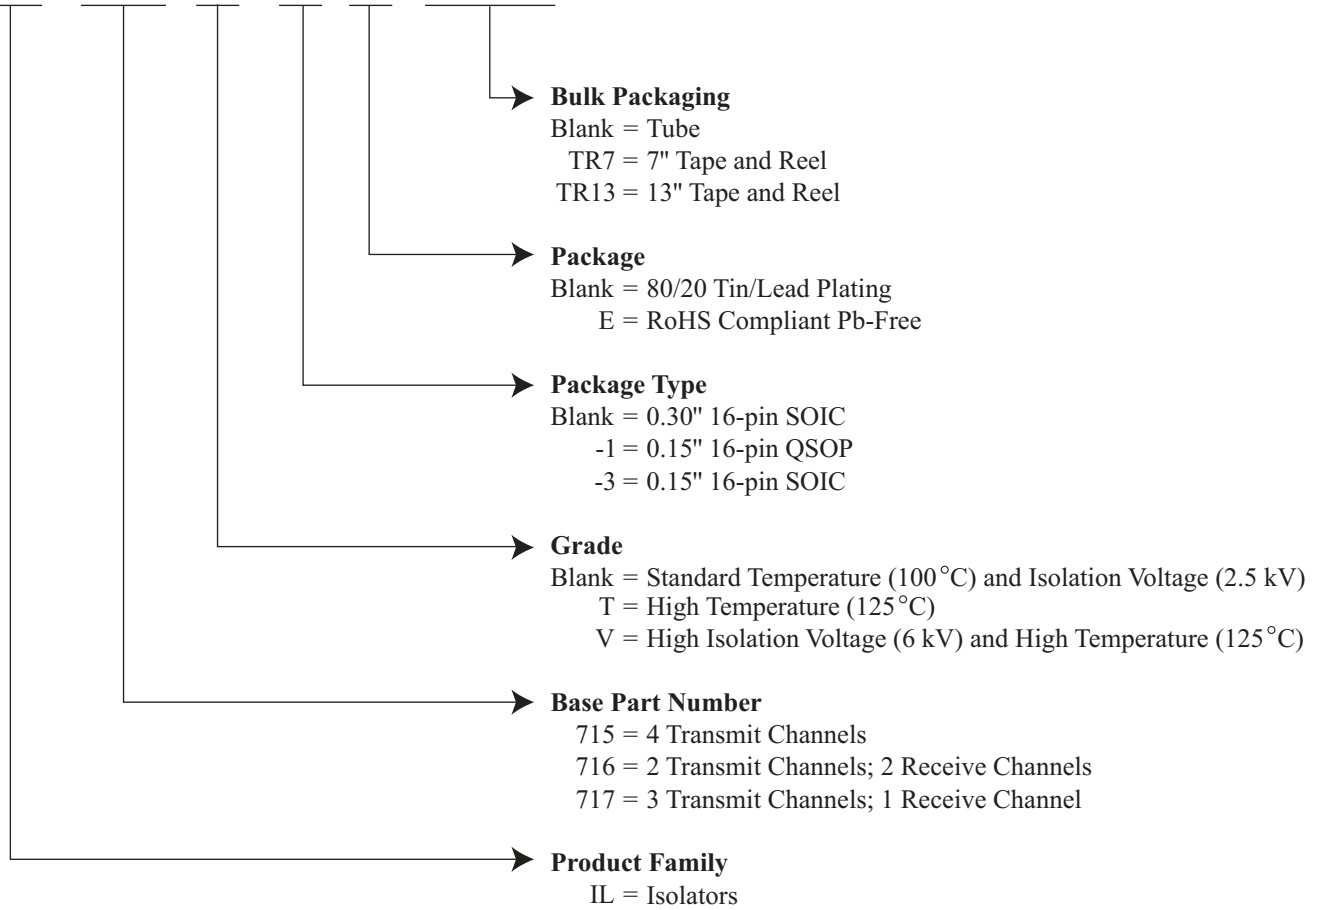 Bulk Packaging
Blank = Tube
TR7 = 7" Tape and Reel
TR13 = 13" Tape and Reel
Package
Blank = 80/20 Tin/Lead Plating
E = RoHS Compliant Pb-Free
Package Type
Blank = 0.30" 16-pin SOIC
-1 = 0.15" 16-pin QSOP
-3 = 0.15" 16-pin SOIC
Grade
Blank = Standard Temperature (100°C) and Isolation Voltage (2.5 kV)
T = High Temperature (125°C)
V = High Isolation Voltage (6 kV) and High Temperature (125°C)
Base Part Number
715 = 4 Transmit Channels
716 = 2 Transmit Channels; 2 Receive Channels
717 = 3 Transmit Channels; 1 Receive Channel
Product Family
IL = Isolators